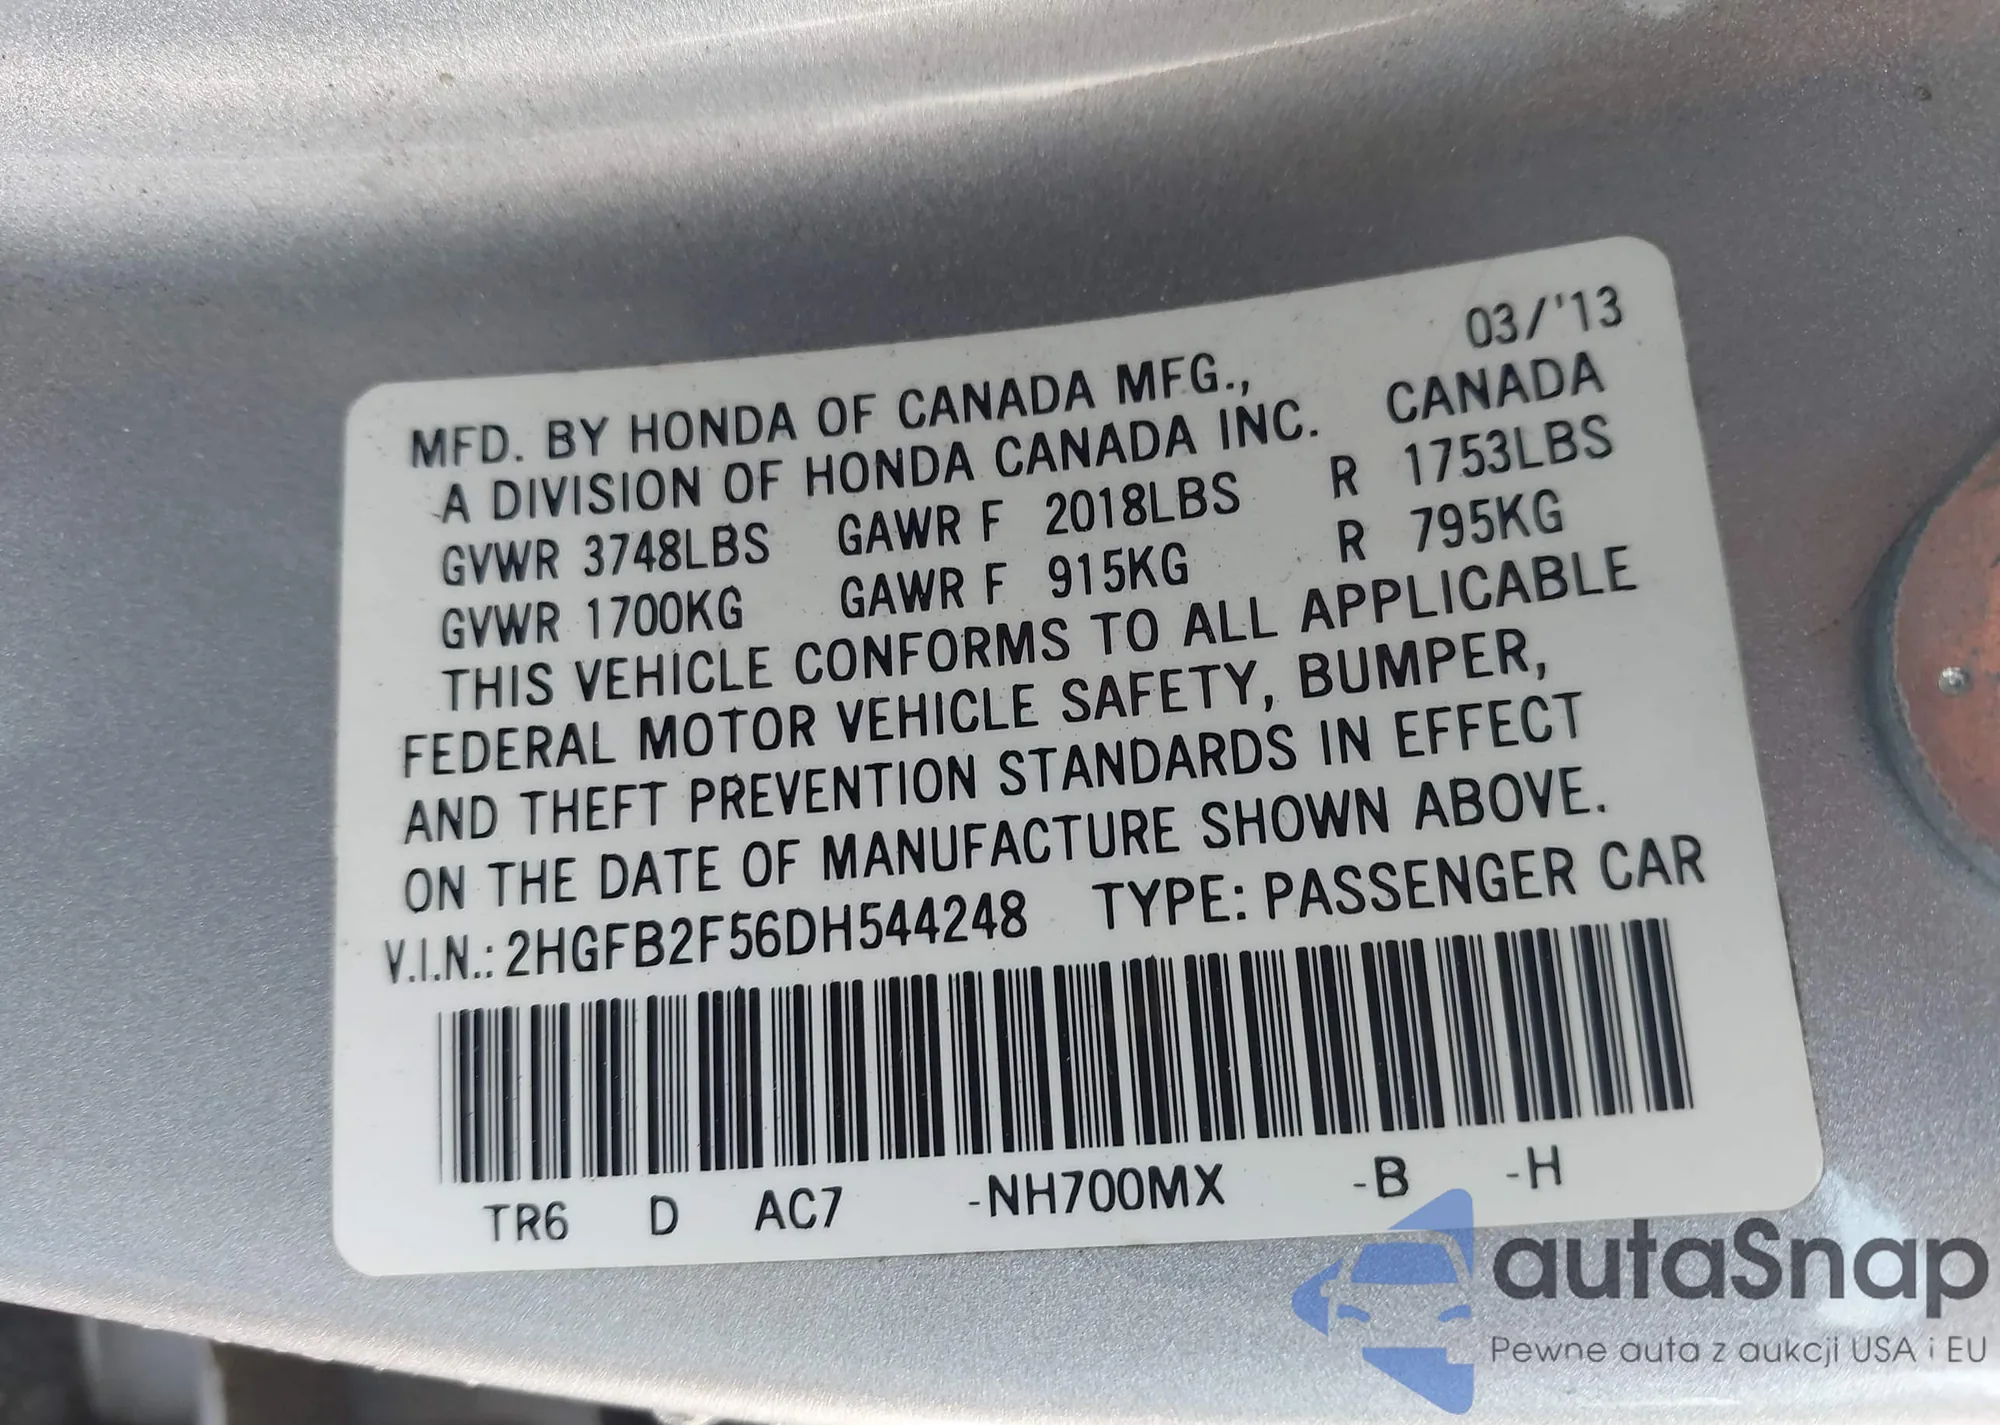 03/'13
MFD. BY HONDA OF CANADA MFG.,
A DIVISION OF HONDA CANADA INC. CANADA
GVWR 3748LBS GAWR F 2018LBS R 1753LBS
GVWR 1700KG GAWR F 915KG R 795KG
THIS VEHICLE CONFORMS TO ALL APPLICABLE
FEDERAL MOTOR VEHICLE SAFETY, BUMPER,
AND THEFT PREVENTION STANDARDS IN EFFECT
ON THE DATE OF MANUFACTURE SHOWN ABOVE.
V.I.N.: 2HGFB2F56DH544248 TYPE: PASSENGER CAR
TR6 D AC7 -NH700MX -B -H
autaSnap
Pewne auta z aukcji USA i EU